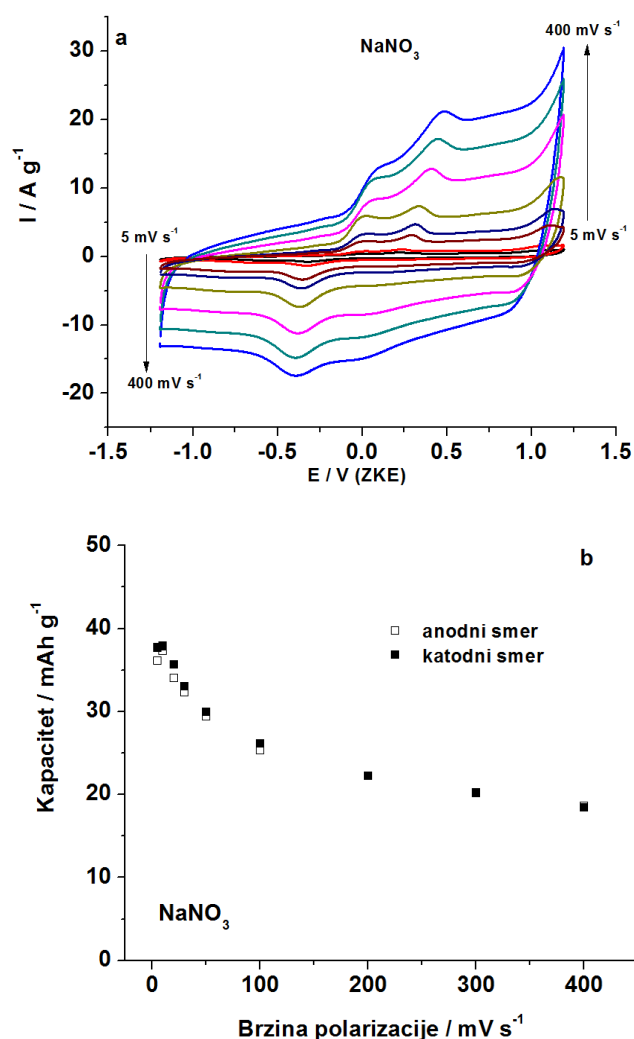 a
NaNO₃
400 mV s⁻¹
5 mV s⁻¹
5 mV s⁻¹
400 mV s⁻¹
I / A g⁻¹
30
20
10
0
-10
-20
-1.5 -1.0 -0.5 0.0 0.5 1.0 1.5
E / V (ZKE)
b
anodni smer
katodni smer
Kapacitet / mAh g⁻¹
50
40
30
20
10
0
NaNO₃
0 100 200 300 400
Brzina polarizacije / mV s⁻¹